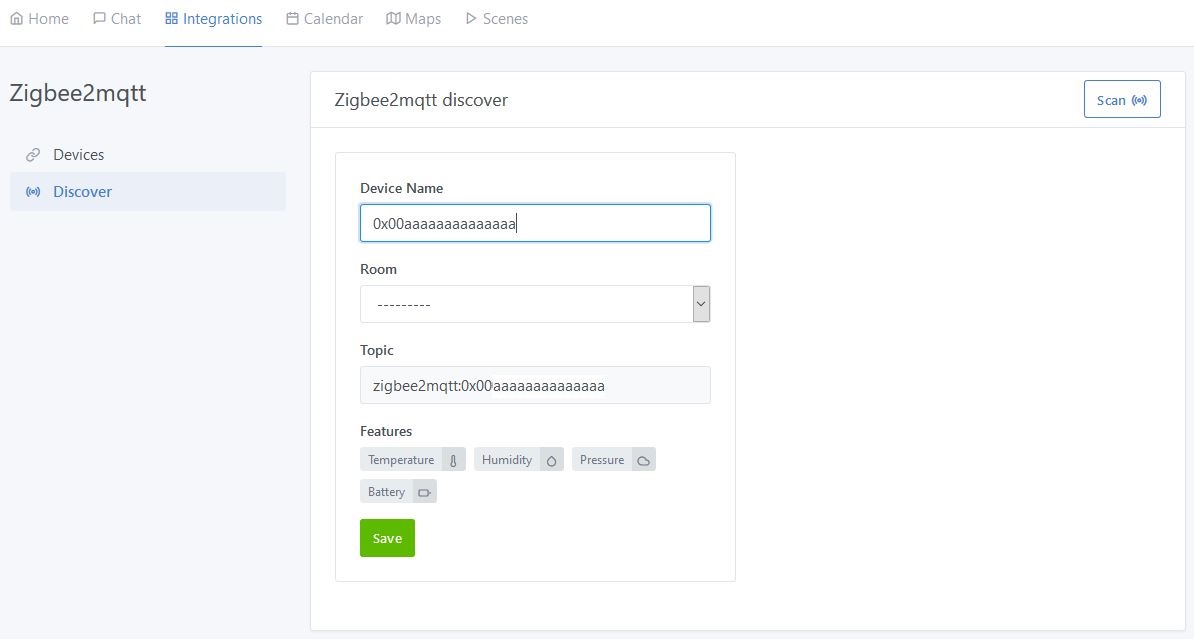 Home Chat Integrations Calendar Maps Scenes
Zigbee2mqtt
Devices
Discover
Zigbee2mqtt discover
Scan
Device Name
0x00aaaaaaaaaaaaaa
Room
---------
Topic
zigbee2mqtt:0x00aaaaaaaaaaaaaa
Features
Temperature Humidity Pressure
Battery
Save